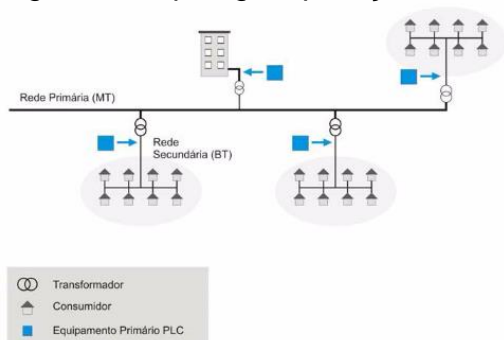 Rede Primária (MT)
Rede
Secundária (BT)
Transformador
Consumidor
Equipamento Primário PLC